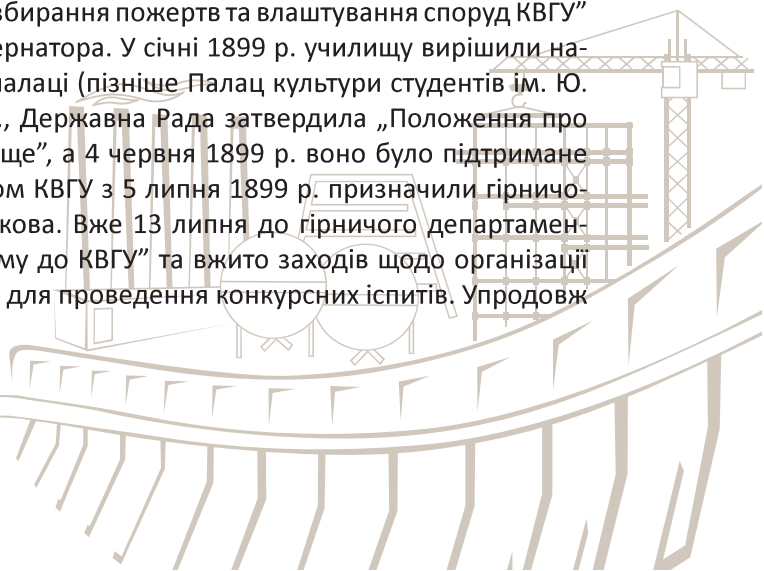 збирання пожертв та влаштування споруд КВГУ”
ернатора. У січні 1899 р. училищу вирішили на-
палаці (пізніше Палац культури студентів ім. Ю.
., Державна Рада затвердила „Положення про
ще”, а 4 червня 1899 р. воно було підтримане
ом КВГУ з 5 липня 1899 р. призначили гірничо-
кова. Вже 13 липня до гірничого департамен-
му до КВГУ” та вжито заходів щодо організації
для проведення конкурсних іспитів. Упродовж